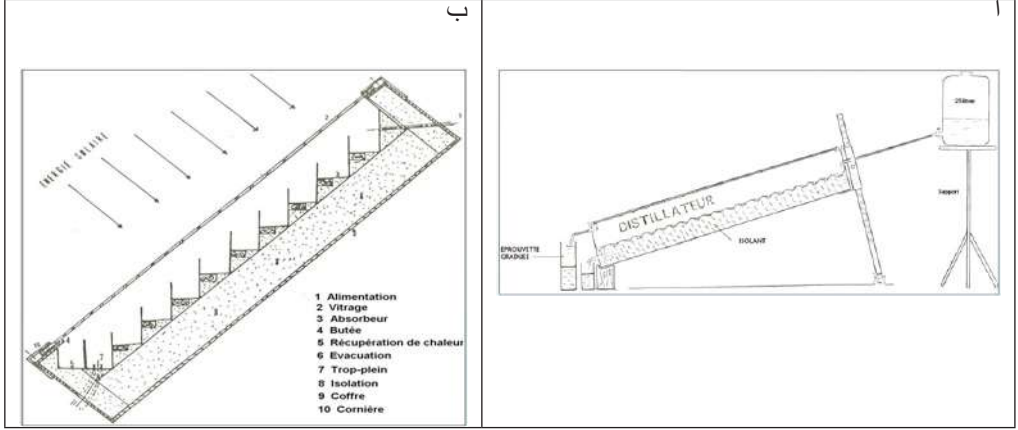 أ
ب
ENERGIE SOLAIRE
1 Alimentation
2 Vitrage
3 Absorbeur
4 Butée
5 Récupération de chaleur
6 Evacuation
7 Trop-plein
8 Isolation
9 Coffre
10 Cornière
DISTILLATEUR
ISOLANT
EPROUVETTE
GRADUEE
Support